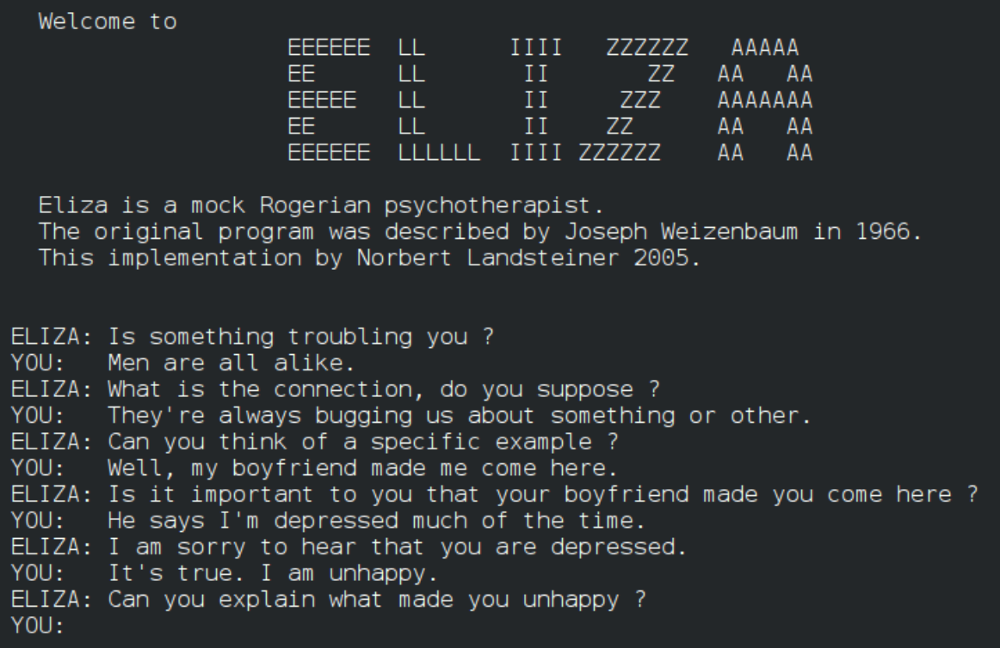 Welcome to
EEEEEE  LL      IIII   ZZZZZZ   AAAAA
EE      LL       II       ZZ   AA   AA
EEEEE   LL       II     ZZZ    AAAAAAA
EE      LL       II    ZZ      AA   AA
EEEEEE  LLLLLL  IIII ZZZZZZ    AA   AA
Eliza is a mock Rogerian psychotherapist.
The original program was described by Joseph Weizenbaum in 1966.
This implementation by Norbert Landsteiner 2005.
ELIZA: Is something troubling you ?
YOU:   Men are all alike.
ELIZA: What is the connection, do you suppose ?
YOU:   They're always bugging us about something or other.
ELIZA: Can you think of a specific example ?
YOU:   Well, my boyfriend made me come here.
ELIZA: Is it important to you that your boyfriend made you come here ?
YOU:   He says I'm depressed much of the time.
ELIZA: I am sorry to hear that you are depressed.
YOU:   It's true. I am unhappy.
ELIZA: Can you explain what made you unhappy ?
YOU: